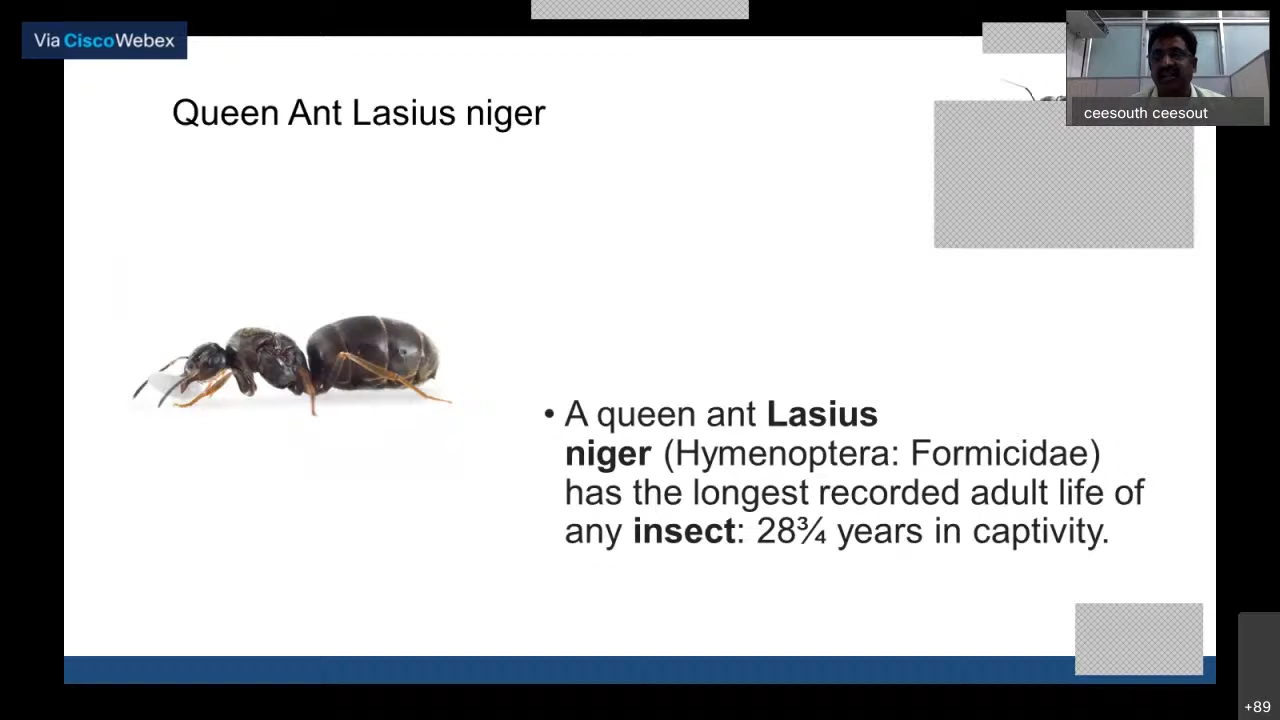 Via CiscoWebex
ceesouth ceesout
Queen Ant Lasius niger
• A queen ant Lasius
niger (Hymenoptera: Formicidae)
has the longest recorded adult life of
any insect: 28¾ years in captivity.
+89